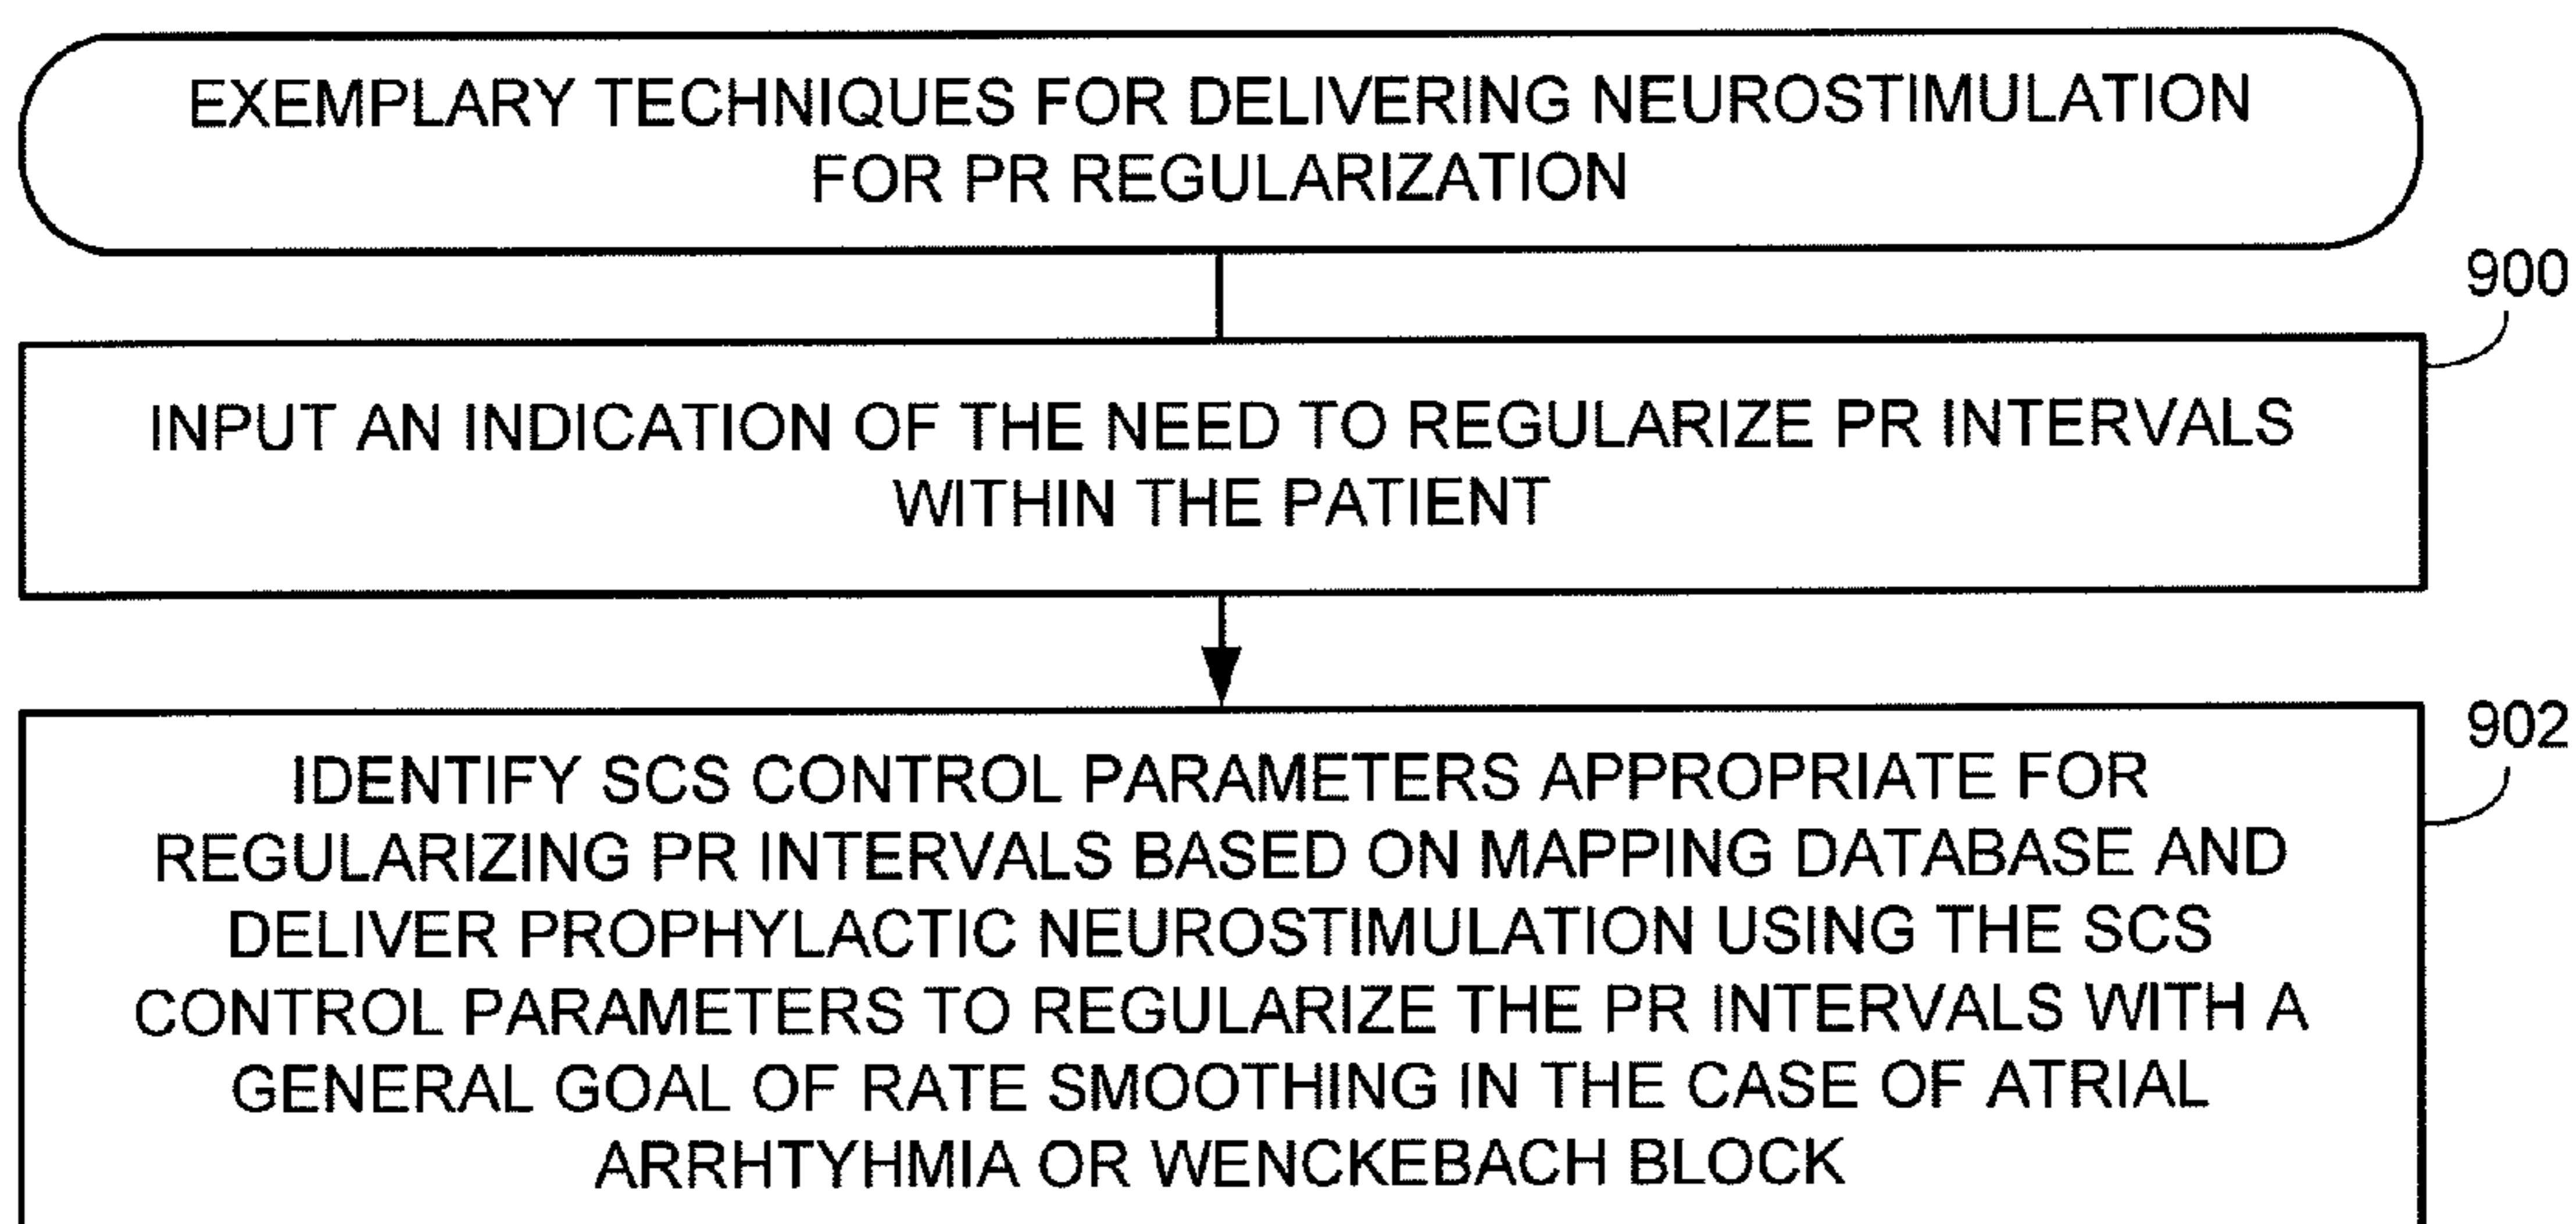 EXEMPLARY TECHNIQUES FOR DELIVERING NEUROSTIMULATION
FOR PR REGULARIZATION
900
INPUT AN INDICATION OF THE NEED TO REGULARIZE PR INTERVALS
WITHIN THE PATIENT
902
IDENTIFY SCS CONTROL PARAMETERS APPROPRIATE FOR
REGULARIZING PR INTERVALS BASED ON MAPPING DATABASE AND
DELIVER PROPHYLACTIC NEUROSTIMULATION USING THE SCS
CONTROL PARAMETERS TO REGULARIZE THE PR INTERVALS WITH A
GENERAL GOAL OF RATE SMOOTHING IN THE CASE OF ATRIAL
ARRHTYHMIA OR WENCKEBACH BLOCK